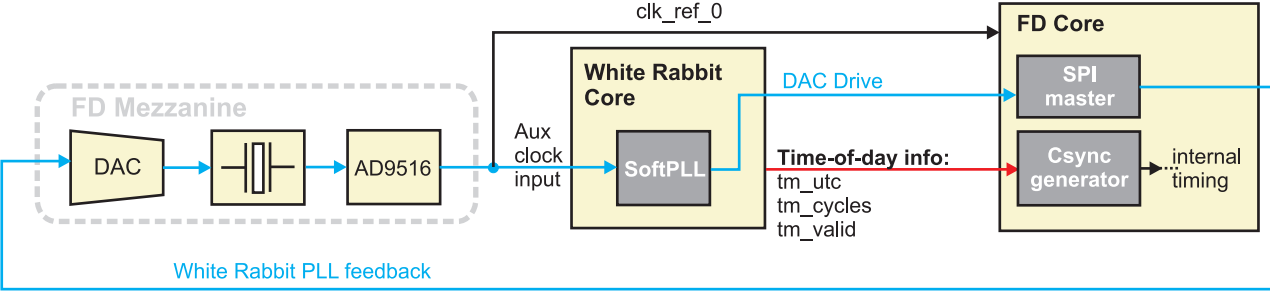 clk_ref_0
FD Core
White Rabbit
Core
DAC Drive
SPI
master
FD Mezzanine
DAC
AD9516
Aux
clock
input
SoftPLL
Time-of-day info:
tm_utc
tm_cycles
tm_valid
Csync
generator
internal
timing
White Rabbit PLL feedback